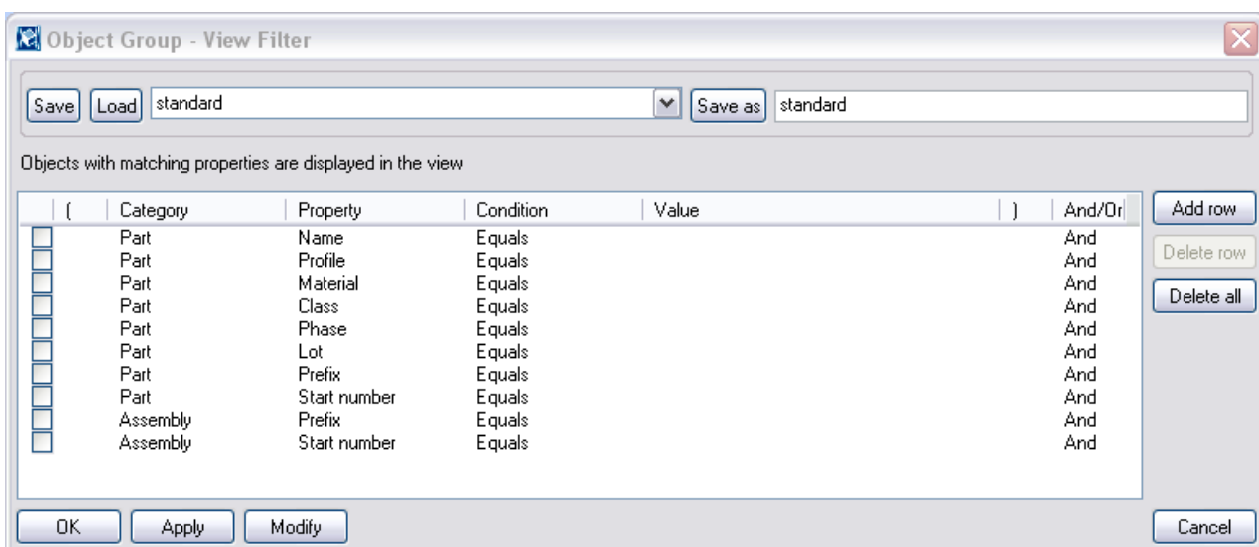 Object Group - View Filter
Save Load standard Save as standard
Objects with matching properties are displayed in the view
( Category Property Condition Value ) And/Or Add row
Part Name Equals And
Part Profile Equals And Delete row
Part Material Equals And
Part Class Equals And Delete all
Part Phase Equals And
Part Lot Equals And
Part Prefix Equals And
Part Start number Equals And
Assembly Prefix Equals And
Assembly Start number Equals And
OK Apply Modify Cancel